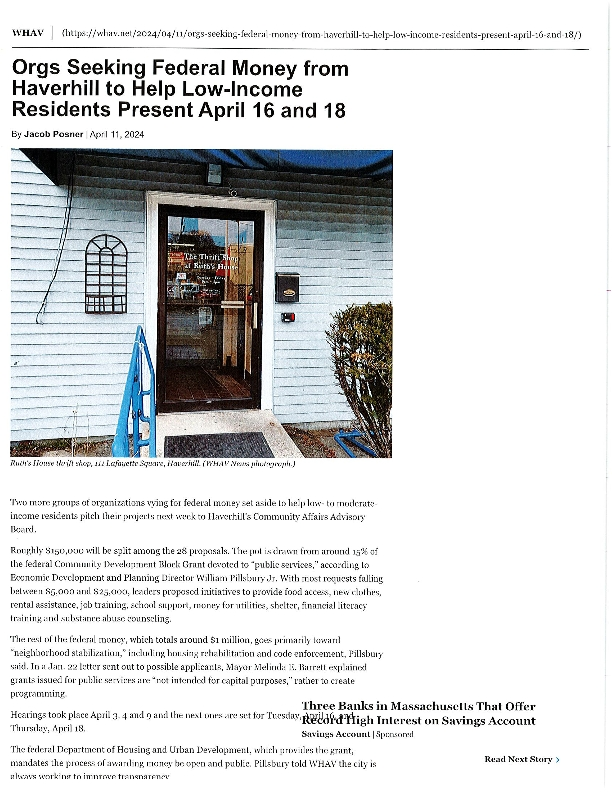 WHAV | (https://whav.net/2024/04/11/orgs-seeking-federal-money-from-haverhill-to-help-low-income-residents-present-april-16-and-18/)
Orgs Seeking Federal Money from
Haverhill to Help Low-Income
Residents Present April 16 and 18
By Jacob Posner | April 11, 2024
The Thrift Shop
at Ruth's House
Ruth's House thrift shop, 111 Lafayette Square, Haverhill. (WHAV News photograph.)
Two more groups of organizations vying for federal money set aside to help low- to moderate-
income residents pitch their projects next week to Haverhill's Community Affairs Advisory
Board.
Roughly $150,000 will be split among the 28 proposals. The pot is drawn from around 15% of
the federal Community Development Block Grant devoted to "public services," according to
Economic Development and Planning Director William Pillsbury Jr. With most requests falling
between $5,000 and $25,000, leaders proposed initiatives to provide food access, new clothes,
rental assistance, job training, school support, money for utilities, shelter, financial literacy
training and substance abuse counseling.
The rest of the federal money, which totals around $1 million, goes primarily toward
"neighborhood stabilization," including housing rehabilitation and code enforcement, Pillsbury
said. In a Jan. 22 letter sent out to possible applicants, Mayor Melinda E. Barrett explained
grants issued for public services are "not intended for capital purposes," rather to create
programming.
Hearings took place April 3, 4 and 9 and the next ones are set for Tuesday, April 16, and
Thursday, April 18.
The federal Department of Housing and Urban Development, which provides the grant,
mandates the process of awarding money be open and public. Pillsbury told WHAV the city is
always working to improve transparency
Three Banks in Massachusetts That Offer
Record High Interest on Savings Account
Savings Account | Sponsored
Read Next Story >